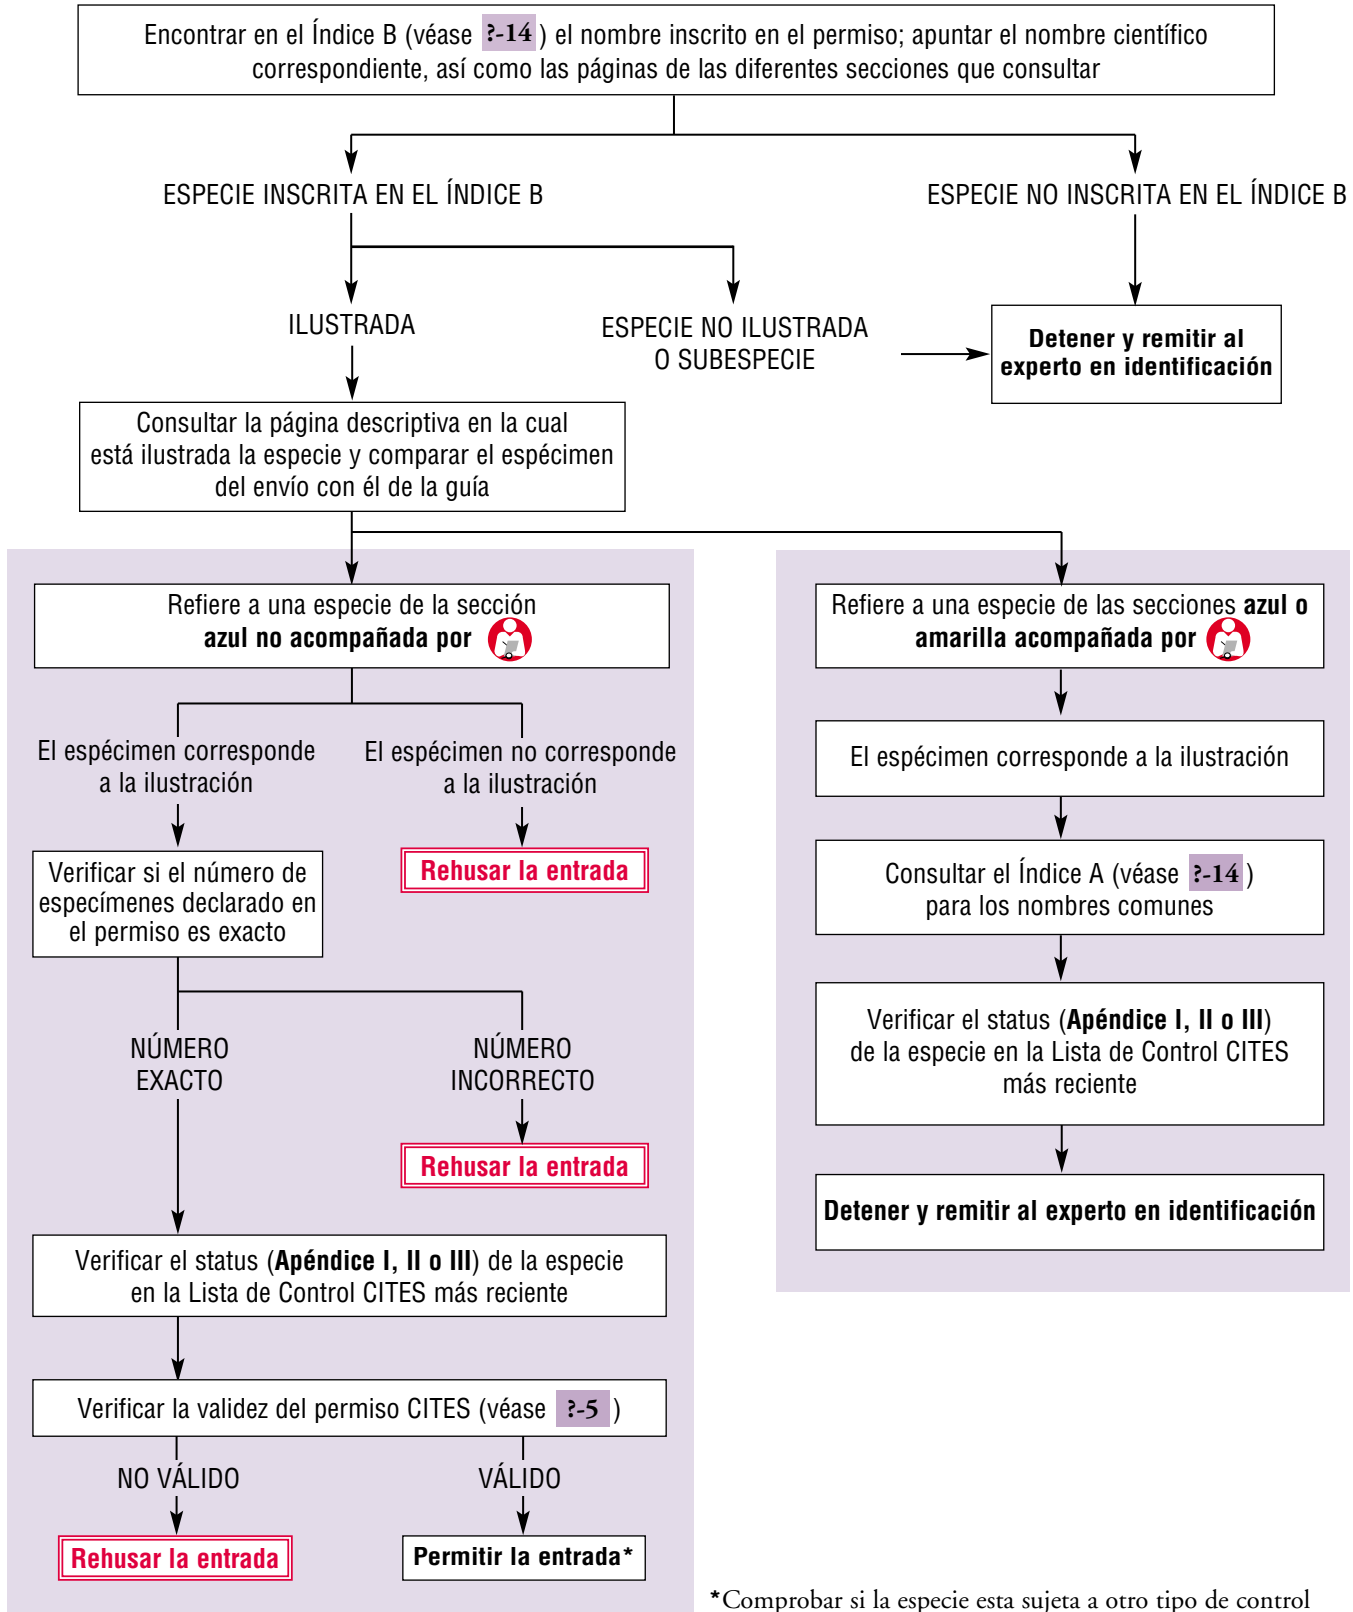 Encontrar en el Índice B (véase ?-14) el nombre inscrito en el permiso; apuntar el nombre científico
correspondiente, así como las páginas de las diferentes secciones que consultar
ESPECIE INSCRITA EN EL ÍNDICE B
ESPECIE NO INSCRITA EN EL ÍNDICE B
ILUSTRADA
ESPECIE NO ILUSTRADA
O SUBESPECIE
Detener y remitir al
experto en identificación
Consultar la página descriptiva en la cual
está ilustrada la especie y comparar el espécimen
del envío con él de la guía
Refiere a una especie de la sección
azul no acompañada por
El espécimen corresponde
a la ilustración
El espécimen no corresponde
a la ilustración
Rehusar la entrada
Verificar si el número de
especímenes declarado en
el permiso es exacto
NÚMERO
EXACTO
NÚMERO
INCORRECTO
Rehusar la entrada
Verificar el status (Apéndice I, II o III) de la especie
en la Lista de Control CITES más reciente
Verificar la validez del permiso CITES (véase ?-5)
NO VÁLIDO
VÁLIDO
Rehusar la entrada
Permitir la entrada*
Refiere a una especie de las secciones azul o
amarilla acompañada por
El espécimen corresponde a la ilustración
Consultar el Índice A (véase ?-14)
para los nombres comunes
Verificar el status (Apéndice I, II o III)
de la especie en la Lista de Control CITES
más reciente
Detener y remitir al experto en identificación
*Comprobar si la especie esta sujeta a otro tipo de control